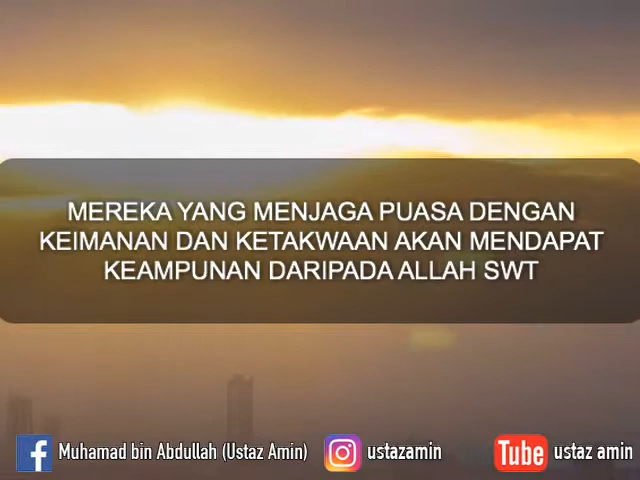 MEREKA YANG MENJAGA PUASA DENGAN
KEIMANAN DAN KETAKWAAN AKAN MENDAPAT
KEAMPUNAN DARIPADA ALLAH SWT
f Muhamad bin Abdullah (Ustaz Amin) ustazamin Tube ustaz amin